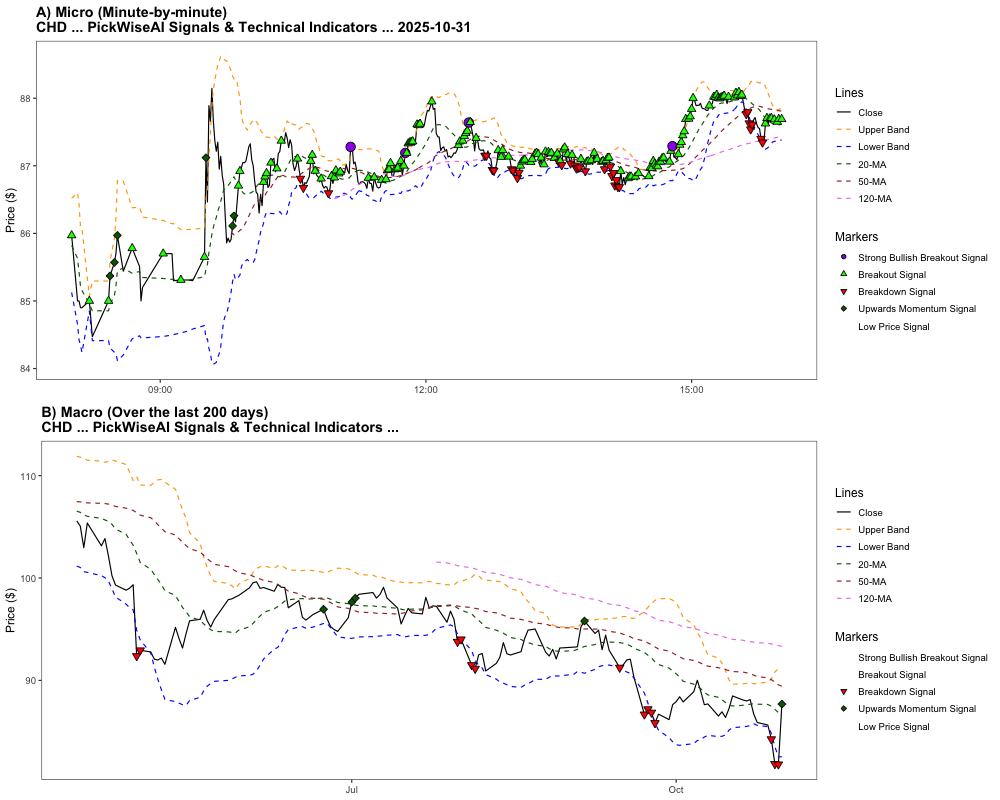 A) Micro (Minute-by-minute)
CHD ... PickWiseAI Signals & Technical Indicators ... 2025-10-31
Price ($)
88
87
86
85
84
09:00
12:00
15:00
Lines
Close
Upper Band
Lower Band
20-MA
50-MA
120-MA
Markers
Strong Bullish Breakout Signal
Breakout Signal
Breakdown Signal
Upwards Momentum Signal
Low Price Signal
B) Macro (Over the last 200 days)
CHD ... PickWiseAI Signals & Technical Indicators ...
Price ($)
110
100
90
Jul
Oct
Lines
Close
Upper Band
Lower Band
20-MA
50-MA
120-MA
Markers
Strong Bullish Breakout Signal
Breakout Signal
Breakdown Signal
Upwards Momentum Signal
Low Price Signal